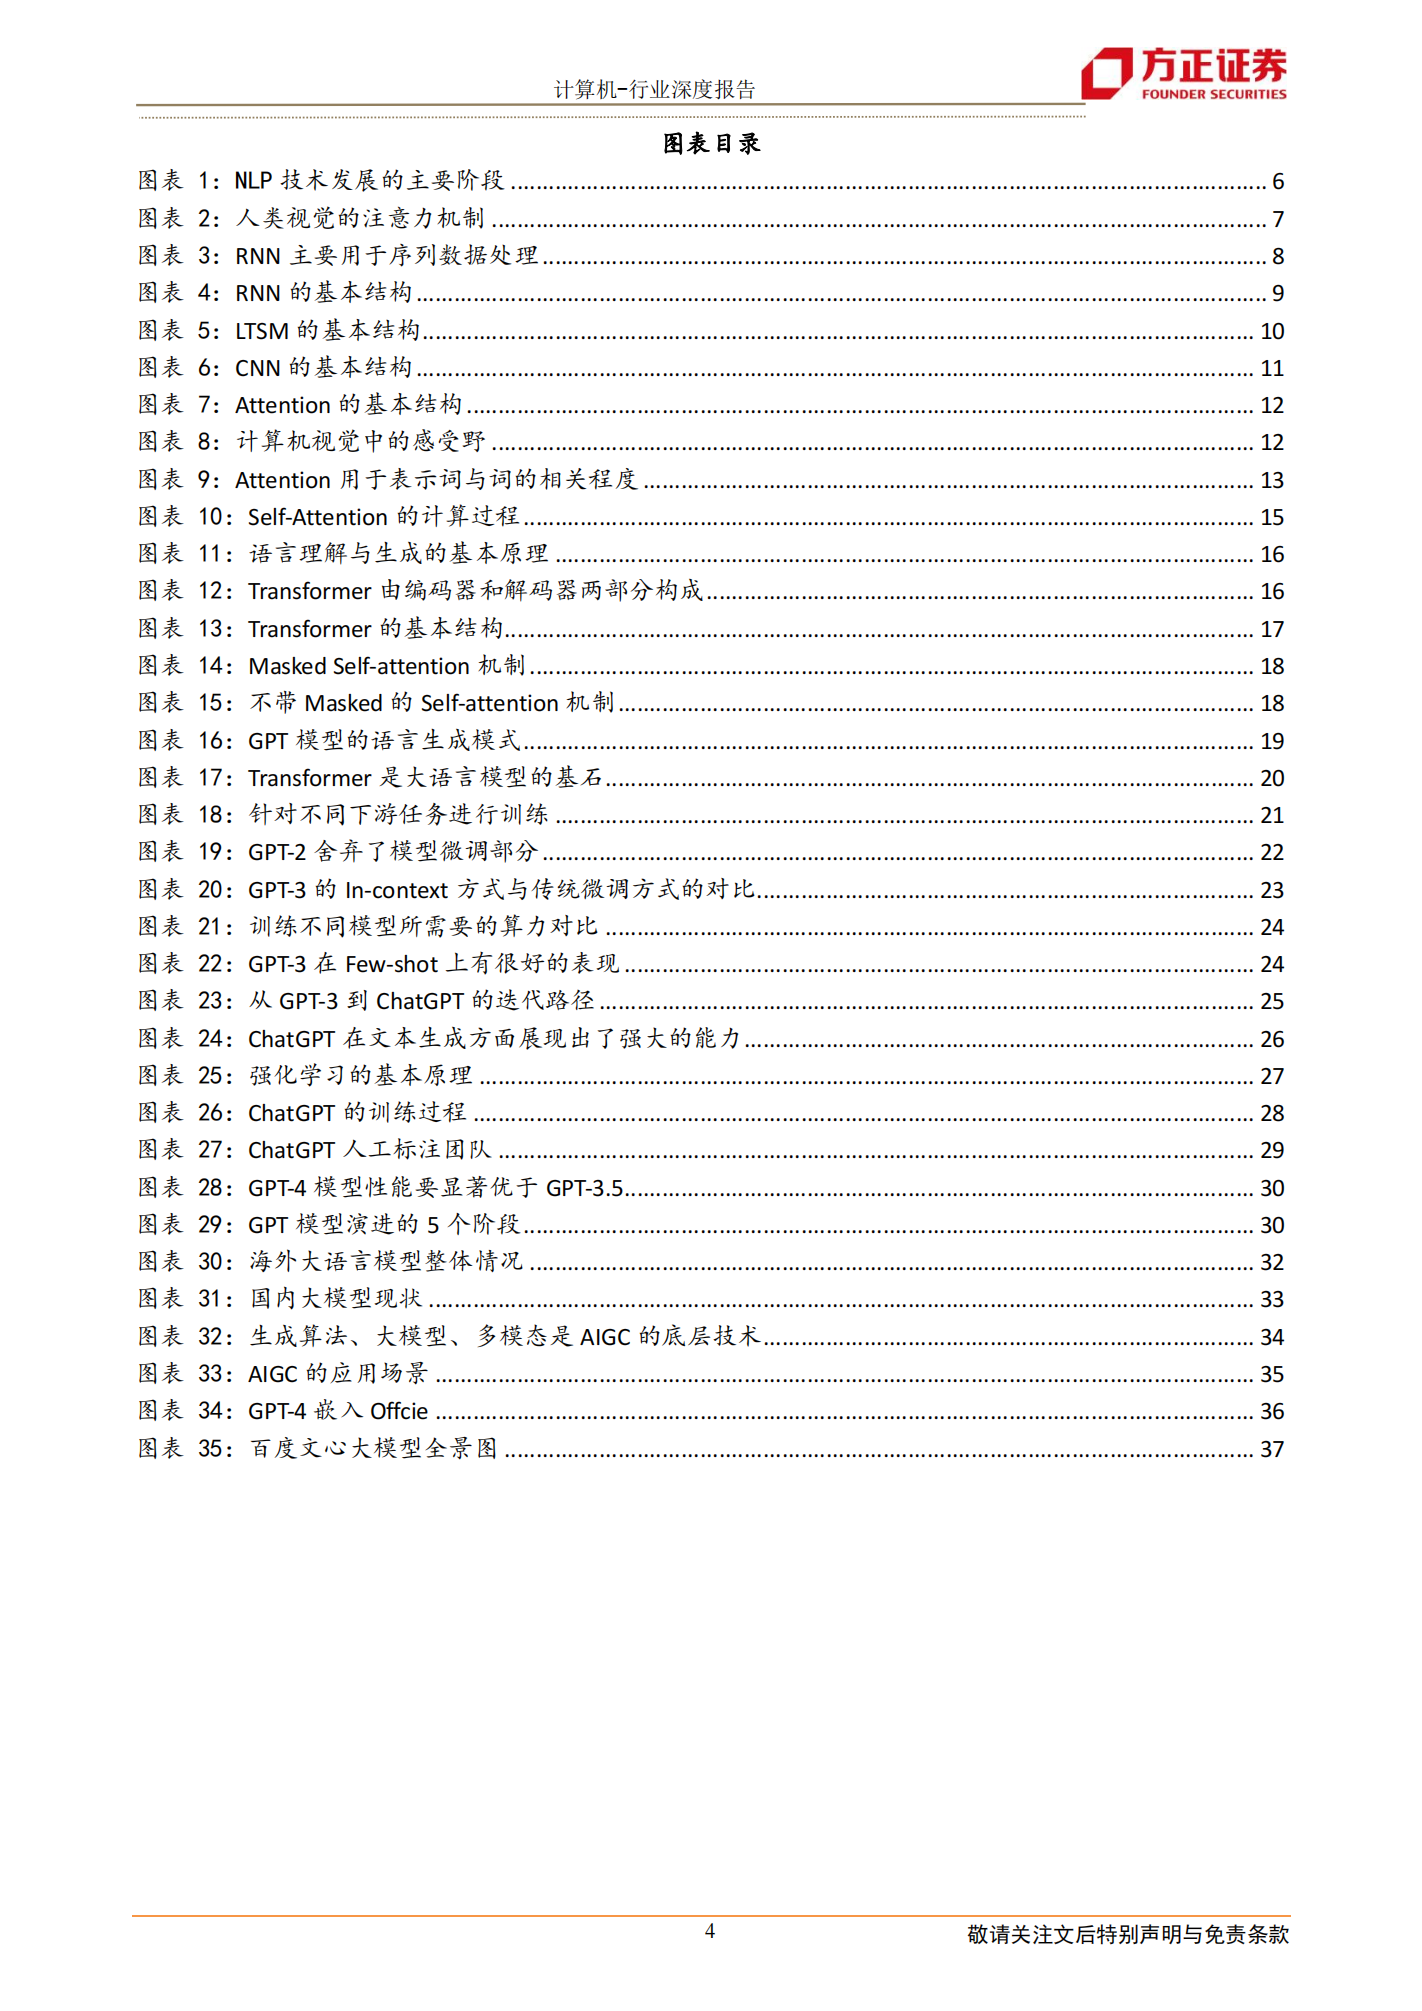 计算机-行业深度报告
方正证券
FOUNDER SECURITIES
图表目录
图表 1：NLP 技术发展的主要阶段 6
图表 2：人类视觉的注意力机制 7
图表 3：RNN 主要用于序列数据处理 8
图表 4：RNN 的基本结构 9
图表 5：LTSM 的基本结构 10
图表 6：CNN 的基本结构 11
图表 7：Attention 的基本结构 12
图表 8：计算机视觉中的感受野 12
图表 9：Attention 用于表示词与词的相关程度 13
图表 10：Self-Attention 的计算过程 15
图表 11：语言理解与生成的基本原理 16
图表 12：Transformer 由编码器和解码器两部分构成 16
图表 13：Transformer 的基本结构 17
图表 14：Masked Self-attention 机制 18
图表 15：不带 Masked 的 Self-attention 机制 18
图表 16：GPT 模型的语言生成模式 19
图表 17：Transformer 是大语言模型的基石 20
图表 18：针对不同下游任务进行训练 21
图表 19：GPT-2 舍弃了模型微调部分 22
图表 20：GPT-3 的 In-context 方式与传统微调方式的对比 23
图表 21：训练不同模型所需要的算力对比 24
图表 22：GPT-3 在 Few-shot 上有很好的表现 24
图表 23：从 GPT-3 到 ChatGPT 的迭代路径 25
图表 24：ChatGPT 在文本生成方面展现出了强大的能力 26
图表 25：强化学习的基本原理 27
图表 26：ChatGPT 的训练过程 28
图表 27：ChatGPT 人工标注团队 29
图表 28：GPT-4 模型性能要显著优于 GPT-3.5 30
图表 29：GPT 模型演进的 5 个阶段 30
图表 30：海外大语言模型整体情况 32
图表 31：国内大模型现状 33
图表 32：生成算法、大模型、多模态是 AIGC 的底层技术 34
图表 33：AIGC 的应用场景 35
图表 34：GPT-4 嵌入 Offcie 36
图表 35：百度文心大模型全景图 37
4
敬请关注文后特别声明与免责条款